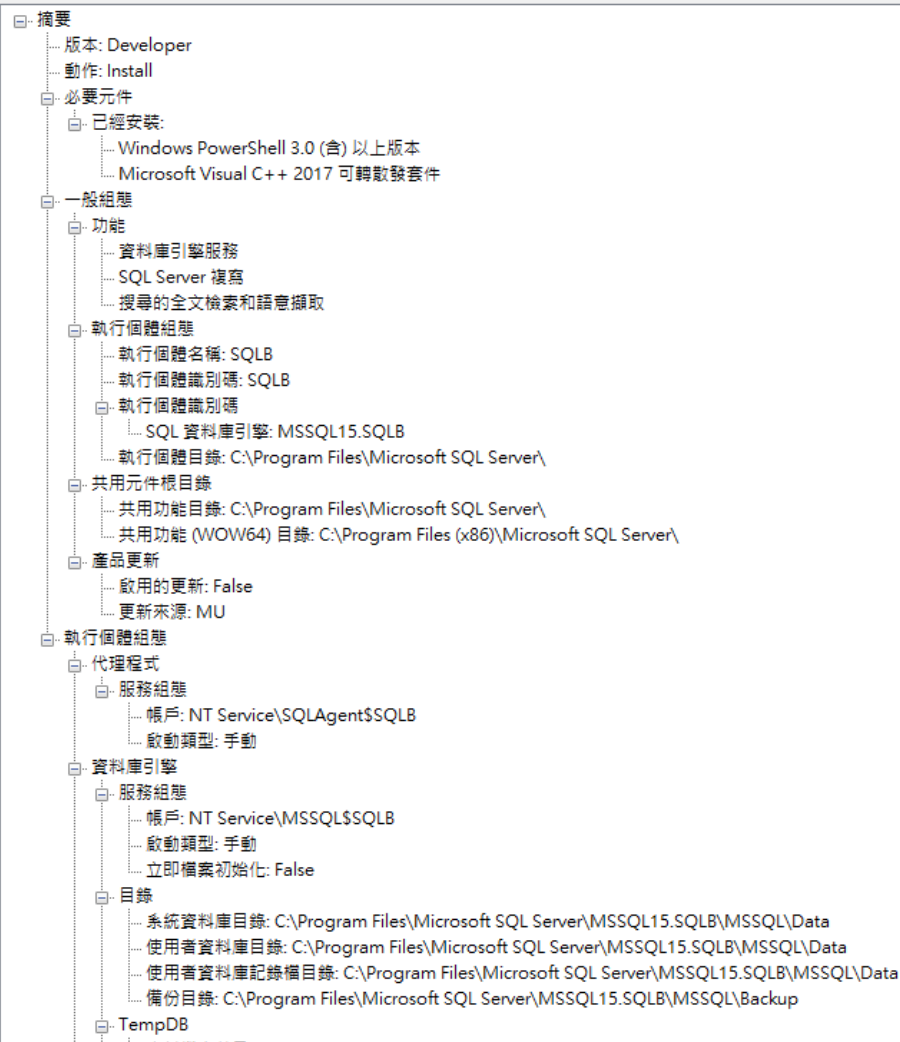 摘要
版本: Developer
動作: Install
必要元件
已經安裝:
Windows PowerShell 3.0 (含) 以上版本
Microsoft Visual C++ 2017 可轉散發套件
一般組態
功能
資料庫引擎服務
SQL Server 複寫
搜尋的全文檢索和語意擷取
執行個體組態
執行個體名稱: SQLB
執行個體識別碼: SQLB
執行個體識別碼
SQL 資料庫引擎: MSSQL15.SQLB
執行個體目錄: C:\Program Files\Microsoft SQL Server\
共用元件根目錄
共用功能目錄: C:\Program Files\Microsoft SQL Server\
共用功能 (WOW64) 目錄: C:\Program Files (x86)\Microsoft SQL Server\
產品更新
啟用的更新: False
更新來源: MU
執行個體組態
代理程式
服務組態
帳戶: NT Service\SQLAgent$SQLB
啟動類型: 手動
資料庫引擎
服務組態
帳戶: NT Service\MSSQL$SQLB
啟動類型: 手動
立即檔案初始化: False
目錄
系統資料庫目錄: C:\Program Files\Microsoft SQL Server\MSSQL15.SQLB\MSSQL\Data
使用者資料庫目錄: C:\Program Files\Microsoft SQL Server\MSSQL15.SQLB\MSSQL\Data
使用者資料庫記錄檔目錄: C:\Program Files\Microsoft SQL Server\MSSQL15.SQLB\MSSQL\Data
備份目錄: C:\Program Files\Microsoft SQL Server\MSSQL15.SQLB\MSSQL\Backup
TempDB